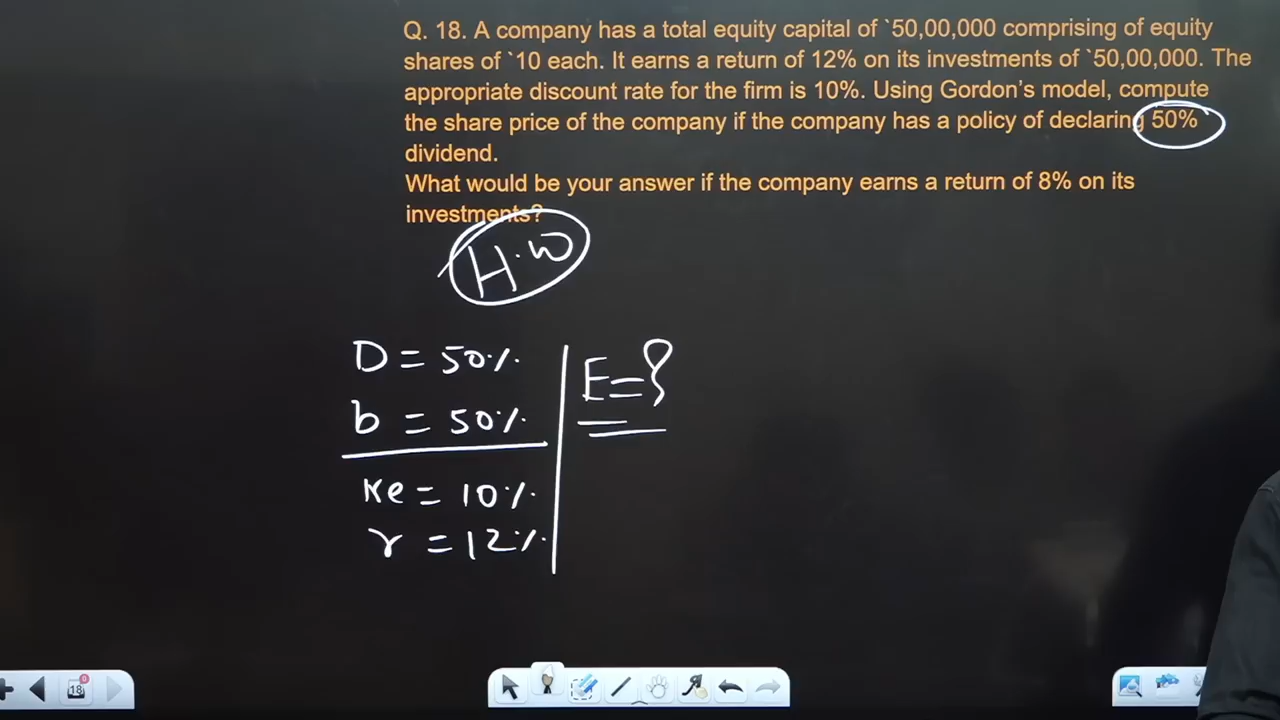 Q. 18. A company has a total equity capital of `50,00,000 comprising of equity
shares of `10 each. It earns a return of 12% on its investments of `50,00,000. The
appropriate discount rate for the firm is 10%. Using Gordon's model, compute
the share price of the company if the company has a policy of declaring 50%
dividend.
What would be your answer if the company earns a return of 8% on its
investments?
H.W
D = 50%
b = 50%
Ke = 10%
r = 12%
E = ?
18
0